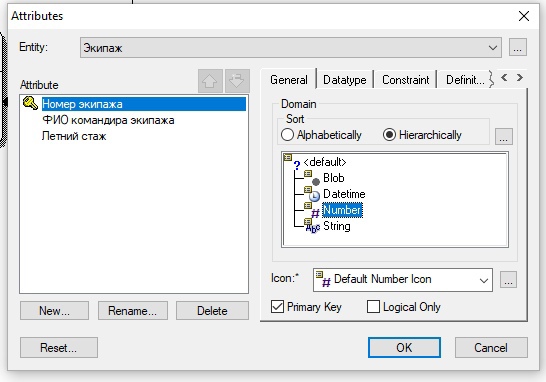 Attributes
Entity: Экипаж ...
Attribute
Номер экипажа
ФИО командира экипажа
Летний стаж
New... Rename... Delete
General Datatype Constraint Definit...
Domain
Sort
Alphabetically Hierarchically ...
? <default>
Blob
Datetime
# Number
Abc String
Icon:* # Default Number Icon ...
Primary Key Logical Only
Reset... OK Cancel